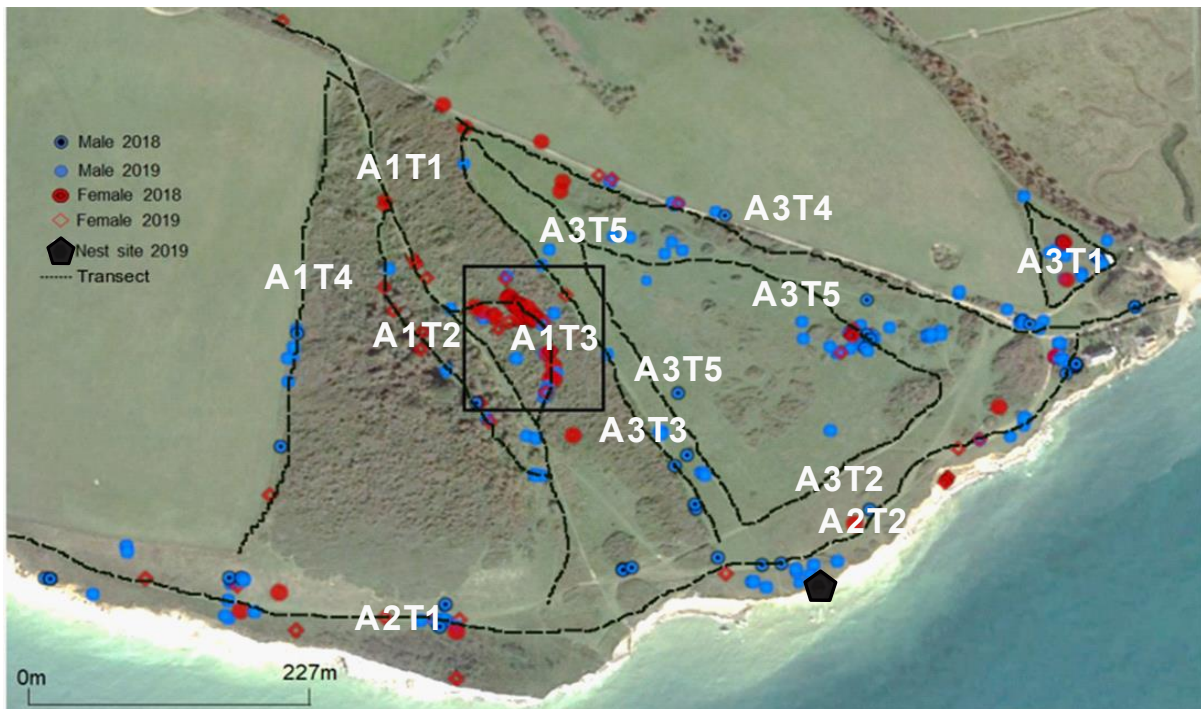 Male 2018
Male 2019
Female 2018
Female 2019
Nest site 2019
Transect
A1T1
A3T4
A3T5
A3T1
A1T4
A3T5
A1T2
A1T3
A3T5
A3T3
A3T2
A2T2
A2T1
0m
227m